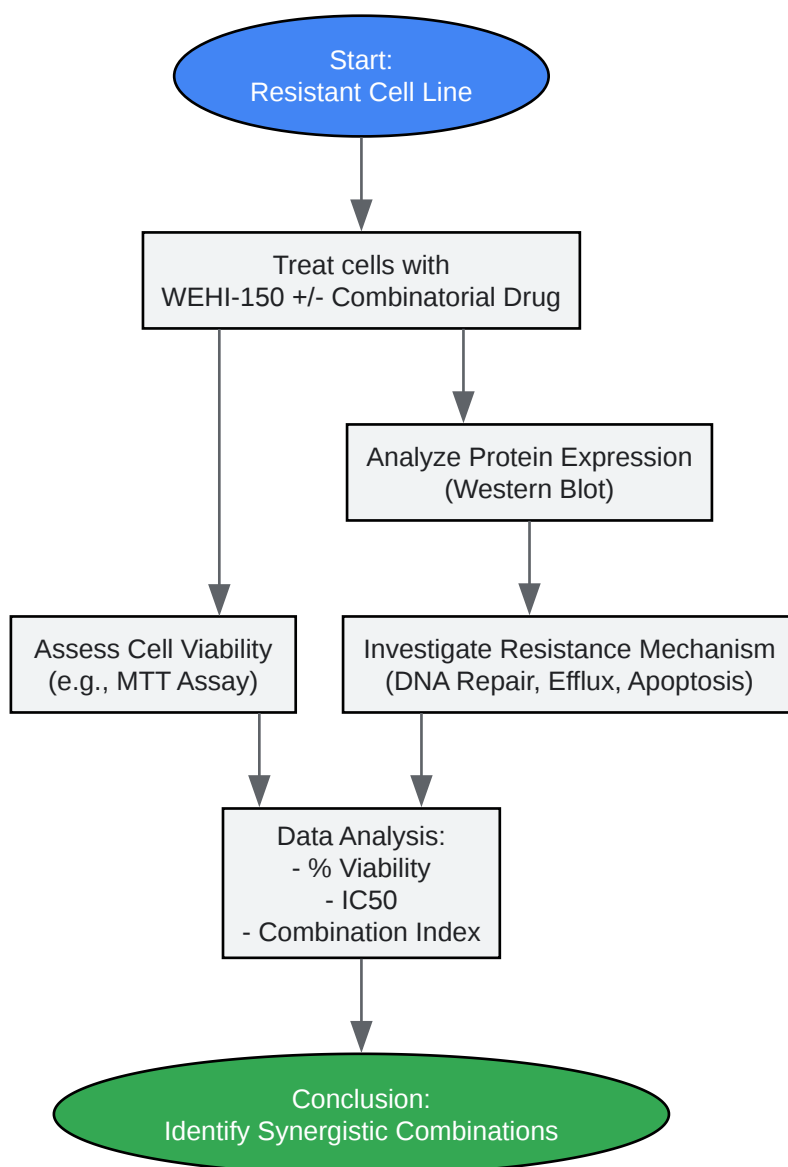 Start:
Resistant Cell Line
Treat cells with
WEHI-150 +/- Combinatorial Drug
Analyze Protein Expression
(Western Blot)
Assess Cell Viability
(e.g., MTT Assay)
Investigate Resistance Mechanism
(DNA Repair, Efflux, Apoptosis)
Data Analysis:
- % Viability
- IC50
- Combination Index
Conclusion:
Identify Synergistic Combinations